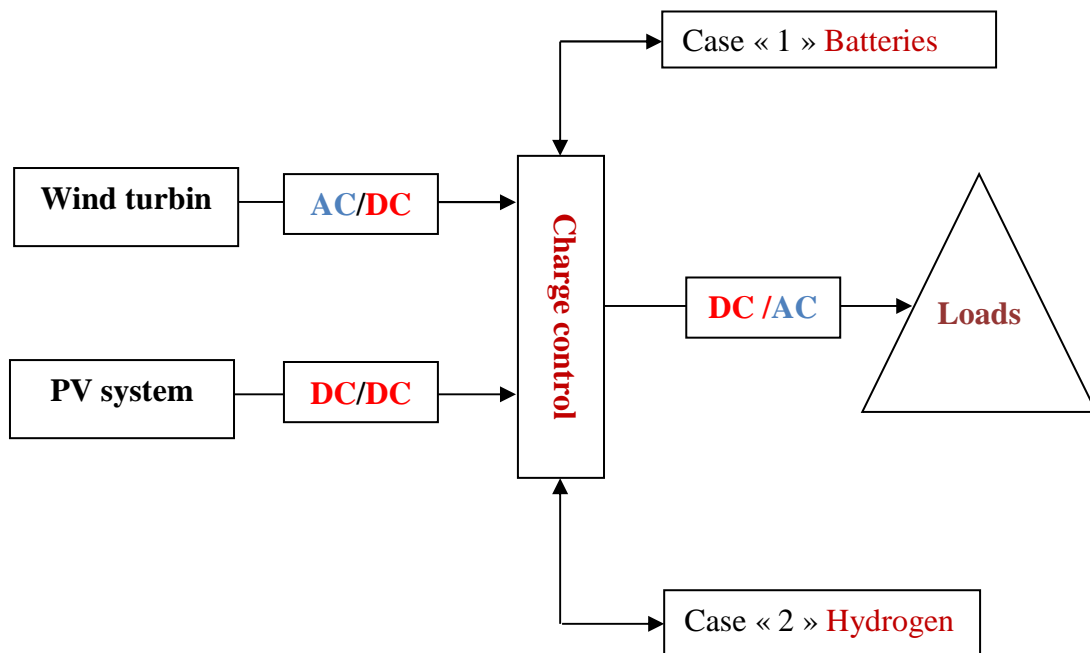 Case « 1 » Batteries
Wind turbin
AC/DC
Charge control
DC /AC
Loads
PV system
DC/DC
Case « 2 » Hydrogen